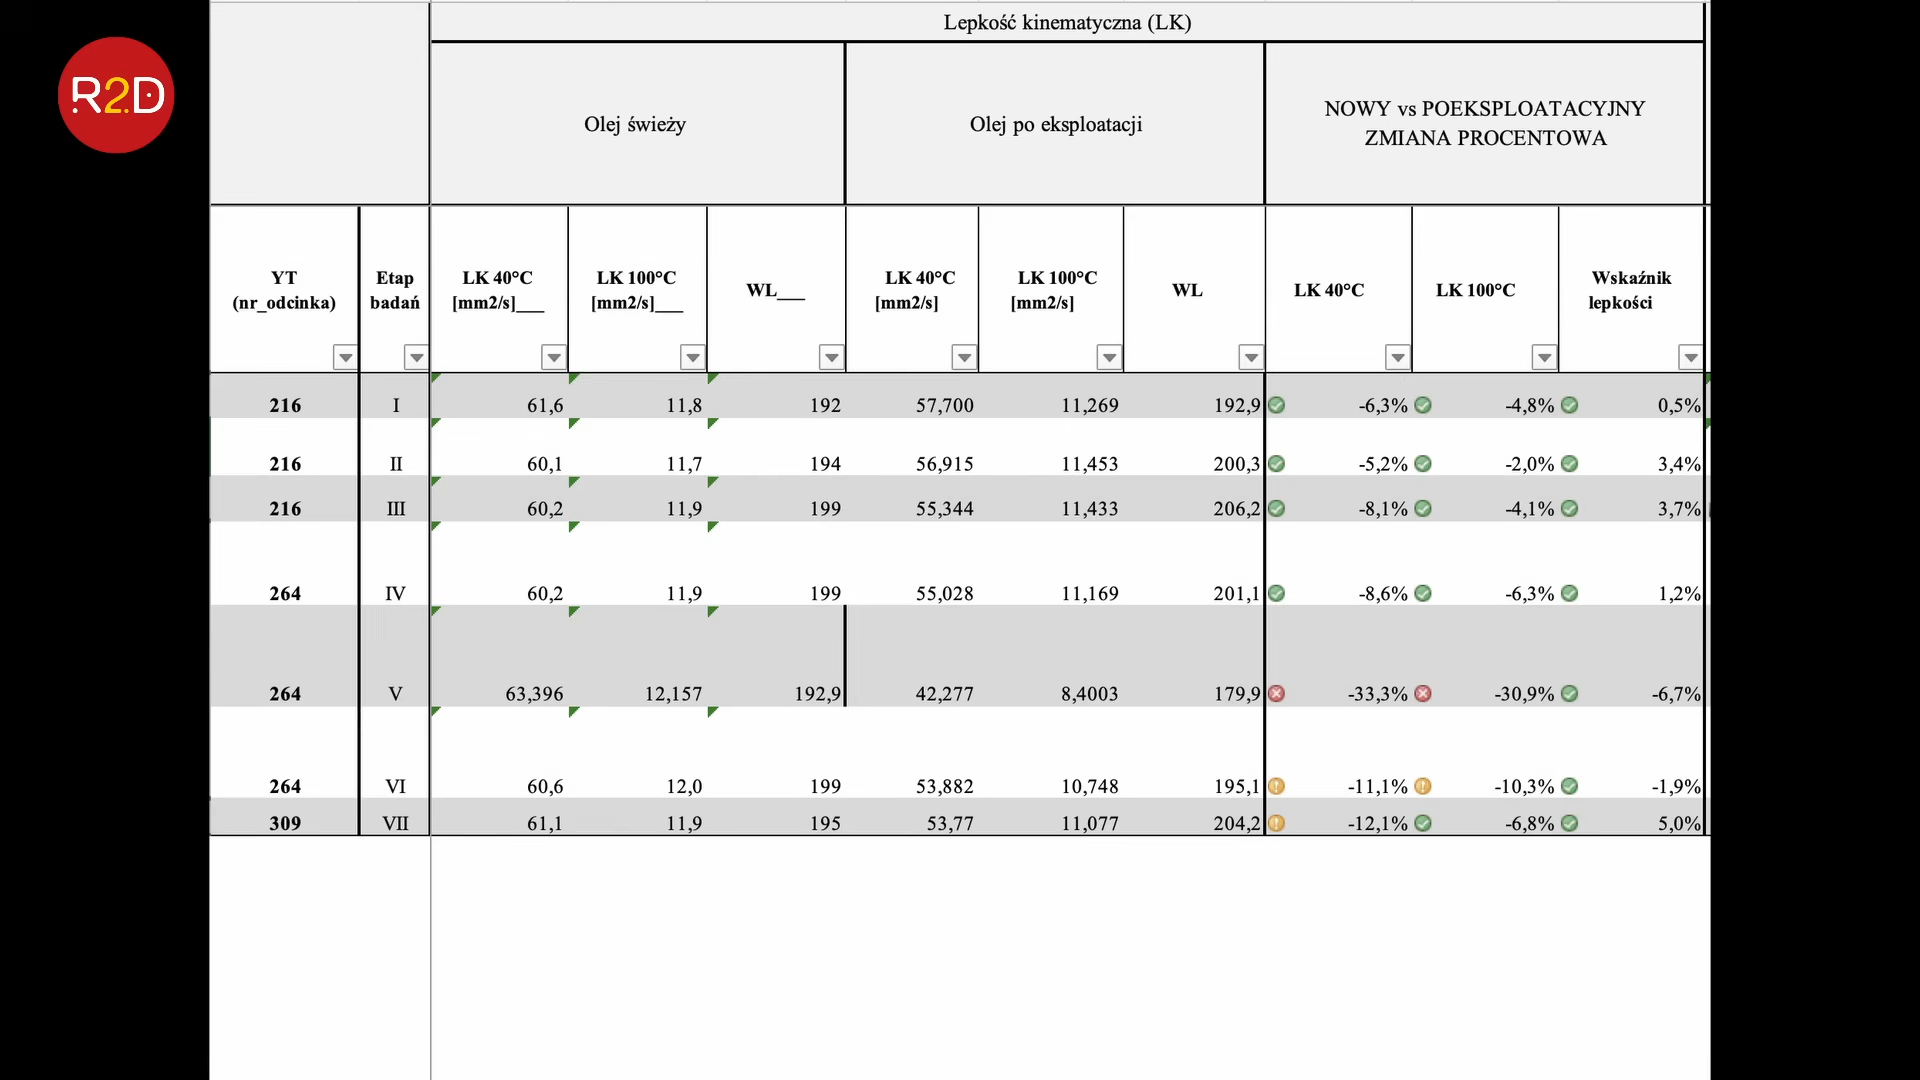 R2D
Lepkość kinematyczna (LK)
Olej świeży
Olej po eksploatacji
NOWY vs POEKSPLOATACYJNY
ZMIANA PROCENTOWA
YT
(nr_odcinka)
Etap
badań
LK 40°C
[mm2/s]___
LK 100°C
[mm2/s]___
WL___
LK 40°C
[mm2/s]
LK 100°C
[mm2/s]
WL
LK 40°C
LK 100°C
Wskaźnik
lepkości
216 I 61,6 11,8 192 57,700 11,269 192,9 -6,3% -4,8% 0,5%
216 II 60,1 11,7 194 56,915 11,453 200,3 -5,2% -2,0% 3,4%
216 III 60,2 11,9 199 55,344 11,433 206,2 -8,1% -4,1% 3,7%
264 IV 60,2 11,9 199 55,028 11,169 201,1 -8,6% -6,3% 1,2%
264 V 63,396 12,157 192,9 42,277 8,4003 179,9 -33,3% -30,9% -6,7%
264 VI 60,6 12,0 199 53,882 10,748 195,1 -11,1% -10,3% -1,9%
309 VII 61,1 11,9 195 53,77 11,077 204,2 -12,1% -6,8% 5,0%